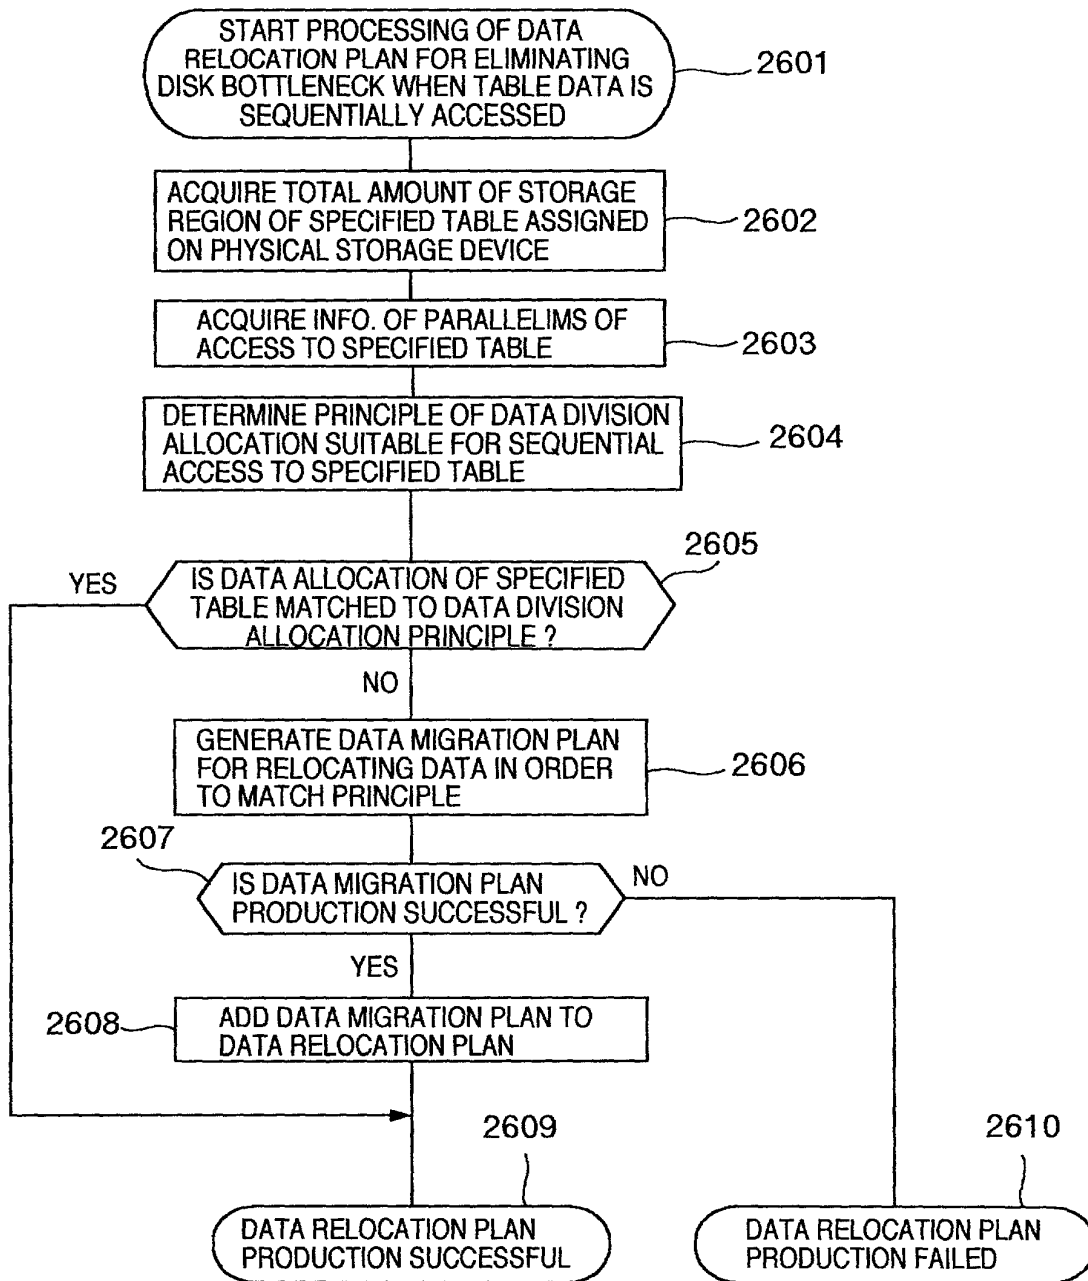 START PROCESSING OF DATA
RELOCATION PLAN FOR ELIMINATING
DISK BOTTLENECK WHEN TABLE DATA IS
SEQUENTIALLY ACCESSED
2601
ACQUIRE TOTAL AMOUNT OF STORAGE
REGION OF SPECIFIED TABLE ASSIGNED
ON PHYSICAL STORAGE DEVICE
2602
ACQUIRE INFO. OF PARALLELIMS OF
ACCESS TO SPECIFIED TABLE
2603
DETERMINE PRINCIPLE OF DATA DIVISION
ALLOCATION SUITABLE FOR SEQUENTIAL
ACCESS TO SPECIFIED TABLE
2604
2605
YES
IS DATA ALLOCATION OF SPECIFIED
TABLE MATCHED TO DATA DIVISION
ALLOCATION PRINCIPLE ?
NO
GENERATE DATA MIGRATION PLAN
FOR RELOCATING DATA IN ORDER
TO MATCH PRINCIPLE
2606
2607
IS DATA MIGRATION PLAN
PRODUCTION SUCCESSFUL ?
NO
YES
2608
ADD DATA MIGRATION PLAN TO
DATA RELOCATION PLAN
2609
2610
DATA RELOCATION PLAN
PRODUCTION SUCCESSFUL
DATA RELOCATION PLAN
PRODUCTION FAILED